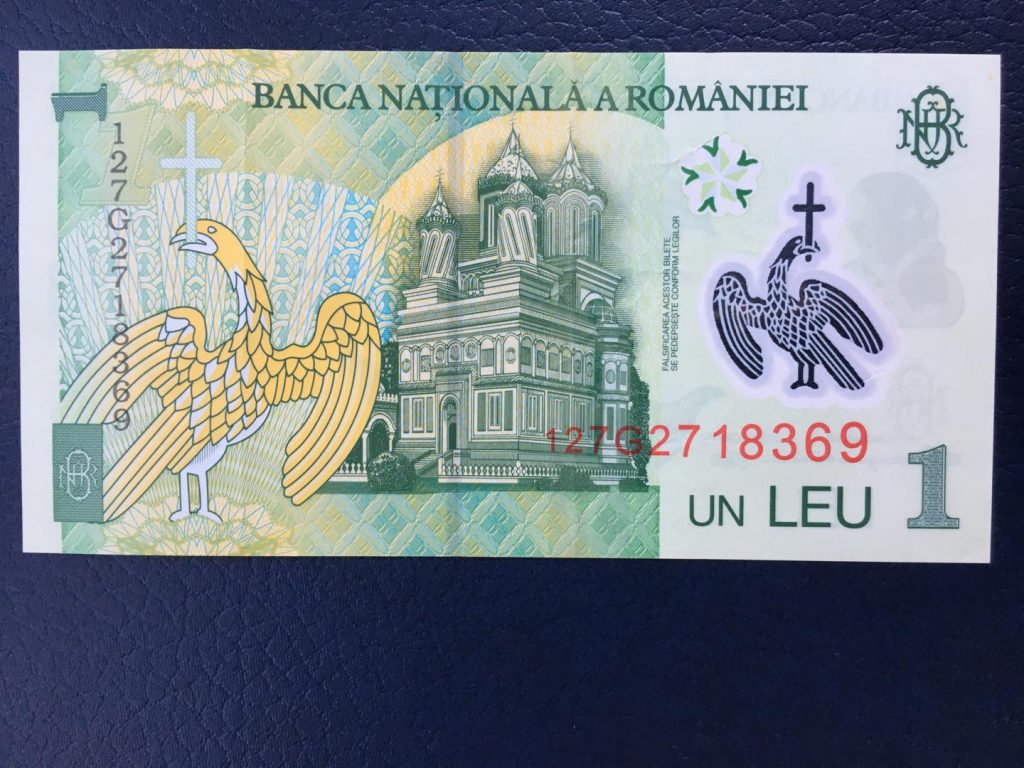 BANCA NAȚIONALĂ A ROMÂNIEI
1
127G2718369
FALSIFICAREA ACESTOR BILETE
SE PEDEPSEȘTE CONFORM LEGILOR
127G2718369
UN LEU
1